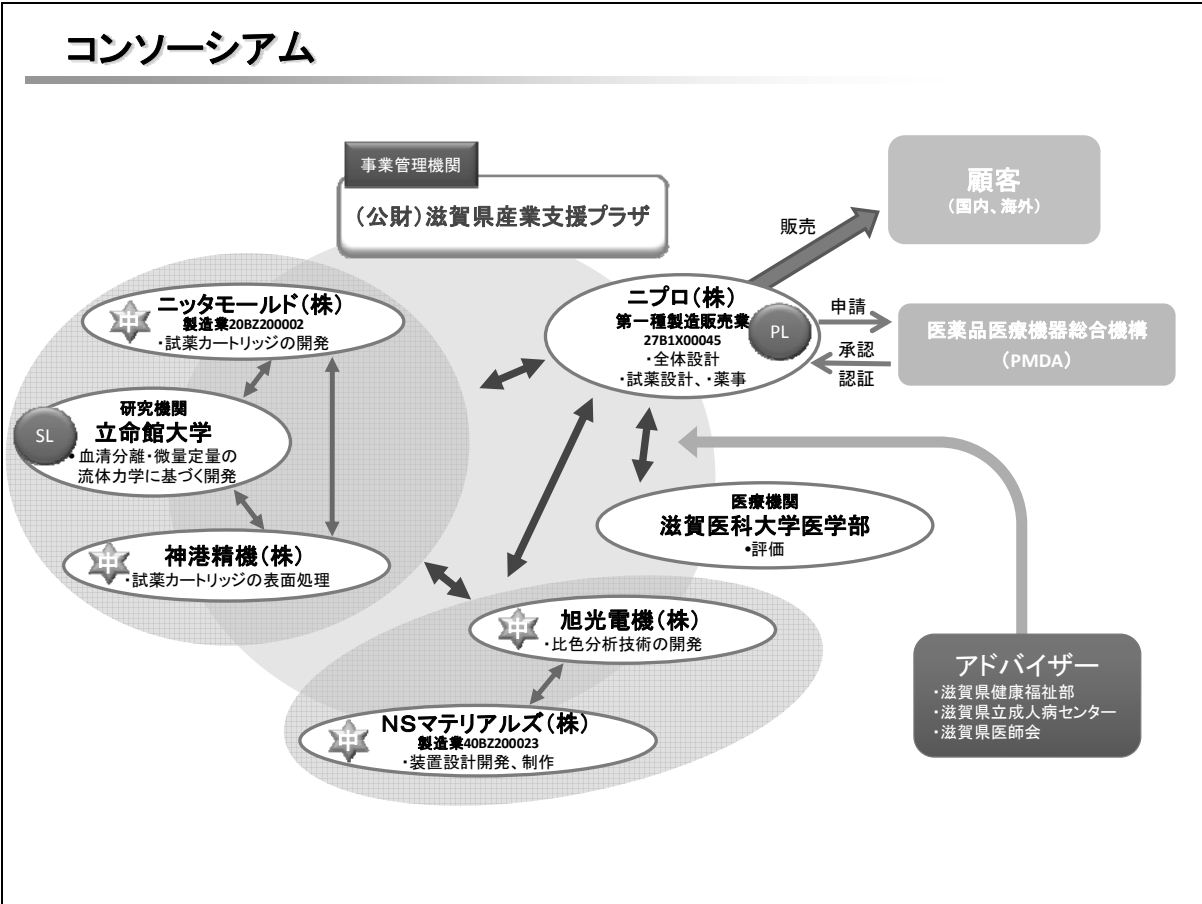 コンソーシアム
事業管理機関
(公財)滋賀県産業支援プラザ
顧客
(国内、海外)
販売
ニッタモールド(株)
製造業20BZ200002
・試薬カートリッジの開発
中
ニプロ(株)
第一種製造販売業
27B1X00045
・全体設計
・試薬設計、・薬事
PL
申請
承認
認証
医薬品医療機器総合機構
(PMDA)
研究機関
立命館大学
・血清分離・微量定量の
流体力学に基づく開発
SL
医療機関
滋賀医科大学医学部
•評価
神港精機(株)
・試薬カートリッジの表面処理
中
旭光電機(株)
・比色分析技術の開発
中
NSマテリアルズ(株)
製造業40BZ200023
・装置設計開発、制作
中
アドバイザー
・滋賀県健康福祉部
・滋賀県立成人病センター
・滋賀県医師会